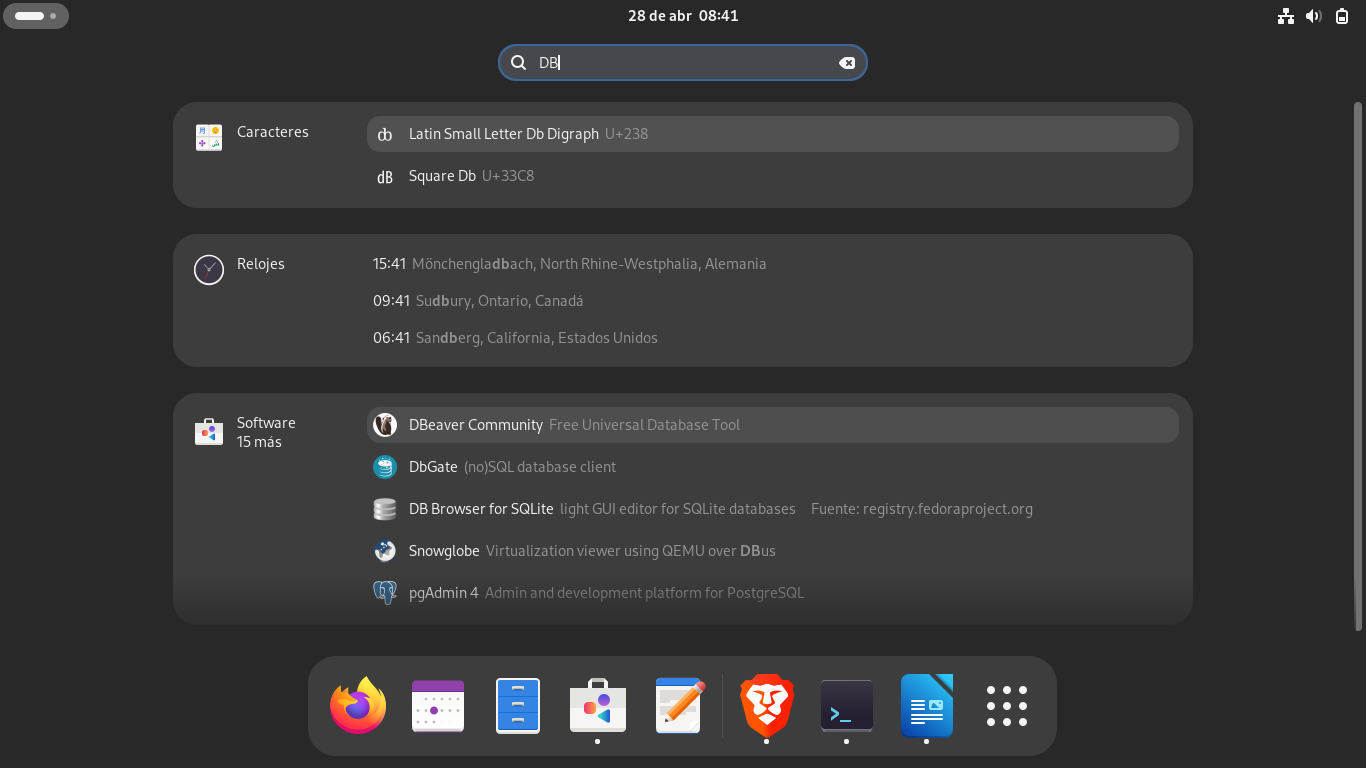 28 de abr 08:41
DB
Caracteres
ȸ Latin Small Letter Db Digraph U+238
㏈ Square Db U+33C8
Relojes
15:41 Mönchengladbach, North Rhine-Westphalia, Alemania
09:41 Sudbury, Ontario, Canadá
06:41 Sandberg, California, Estados Unidos
Software
15 más
DBeaver Community Free Universal Database Tool
DbGate (no)SQL database client
DB Browser for SQLite light GUI editor for SQLite databases Fuente: registry.fedoraproject.org
Snowglobe Virtualization viewer using QEMU over DBus
pgAdmin 4 Admin and development platform for PostgreSQL